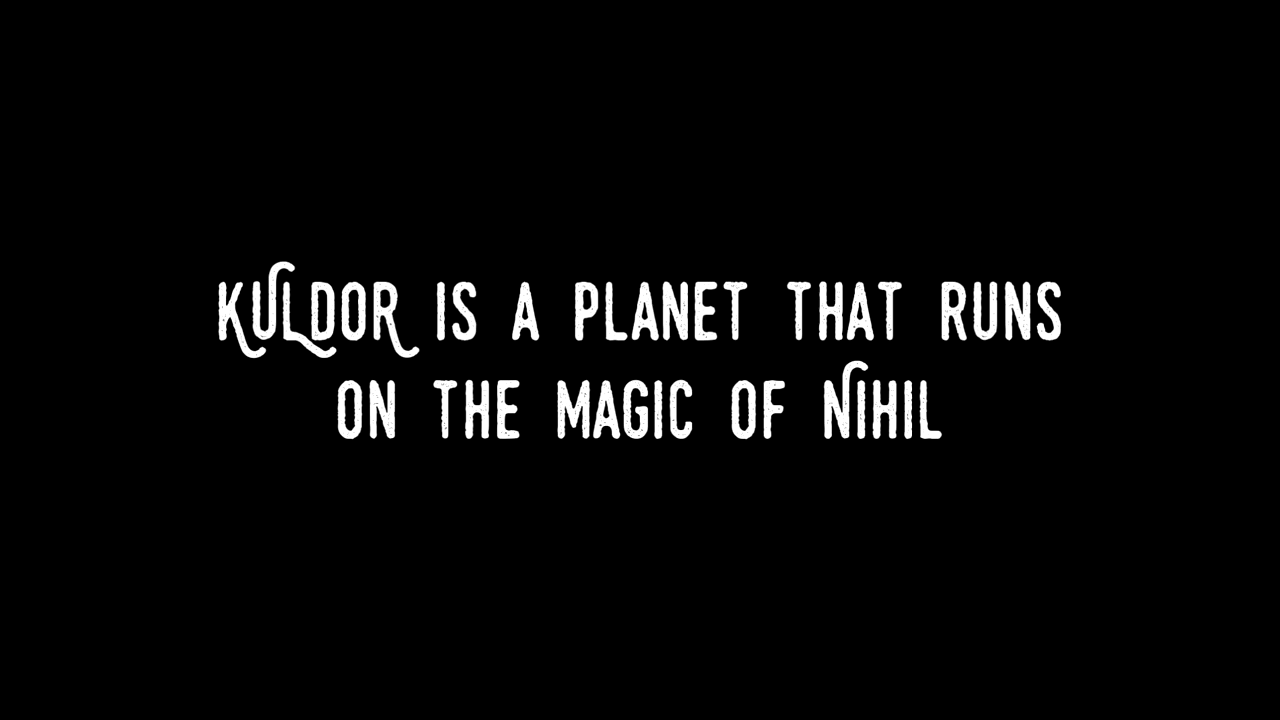 KULDOR IS A PLANET THAT RUNS
ON THE MAGIC OF NIHIL